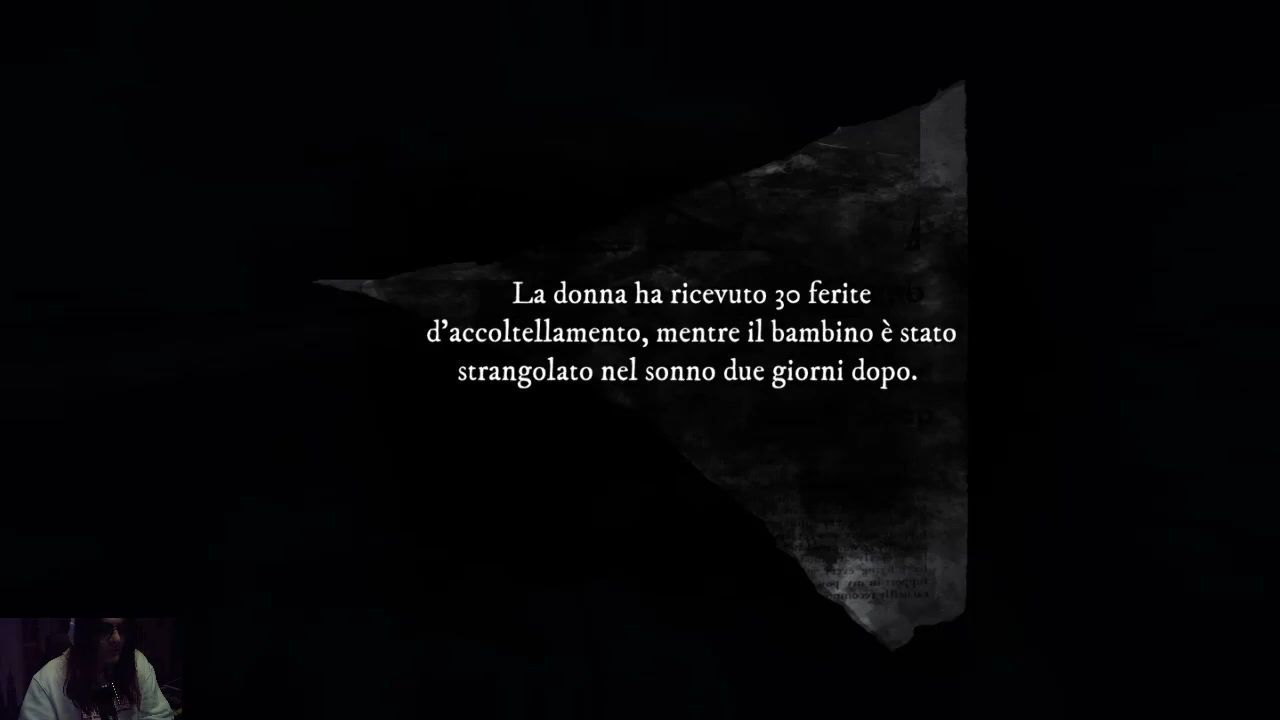 La donna ha ricevuto 30 ferite
d'accoltellamento, mentre il bambino è stato
strangolato nel sonno due giorni dopo.